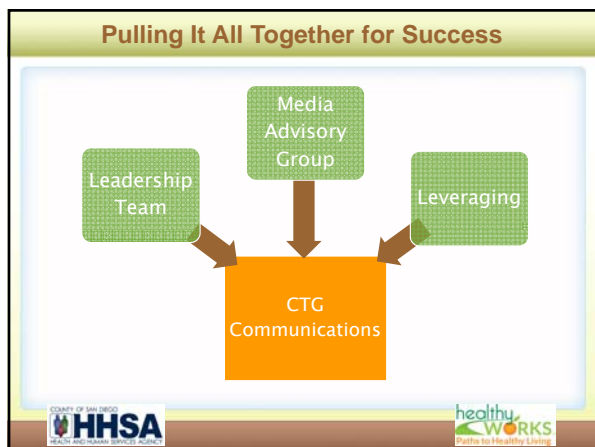 Pulling It All Together for Success
Media
Advisory
Group
Leadership
Team
Leveraging
CTG
Communications
COUNTY OF SAN DIEGO
HHSA
HEALTH AND HUMAN SERVICES AGENCY
healthy
WORKS
Paths to Healthy Living